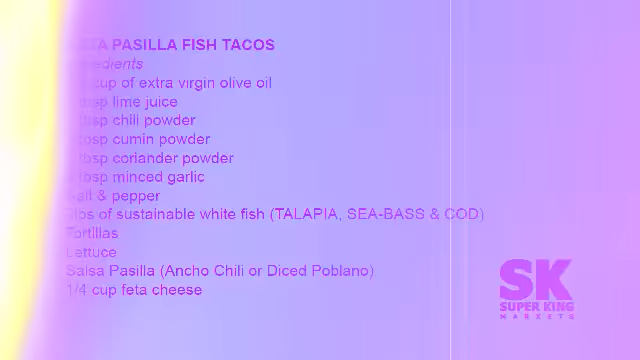 PASILLA FISH TACOS
cup of extra virgin olive oil
lime juice
chili powder
cumin powder
coriander powder
minced garlic
& pepper
of sustainable white fish (TALAPIA, SEA-BASS & COD)
Tortillas
Lettuce
Salsa Pasilla (Ancho Chili or Diced Poblano)
1/4 cup feta cheese
SK
SUPER KING
MARKETS